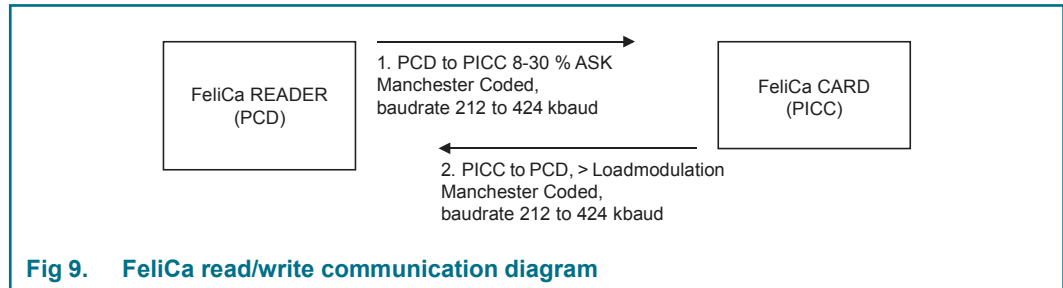 FeliCa READER
(PCD)
1. PCD to PICC 8-30 % ASK
Manchester Coded,
baudrate 212 to 424 kbaud
FeliCa CARD
(PICC)
2. PICC to PCD, > Loadmodulation
Manchester Coded,
baudrate 212 to 424 kbaud
Fig 9. FeliCa read/write communication diagram